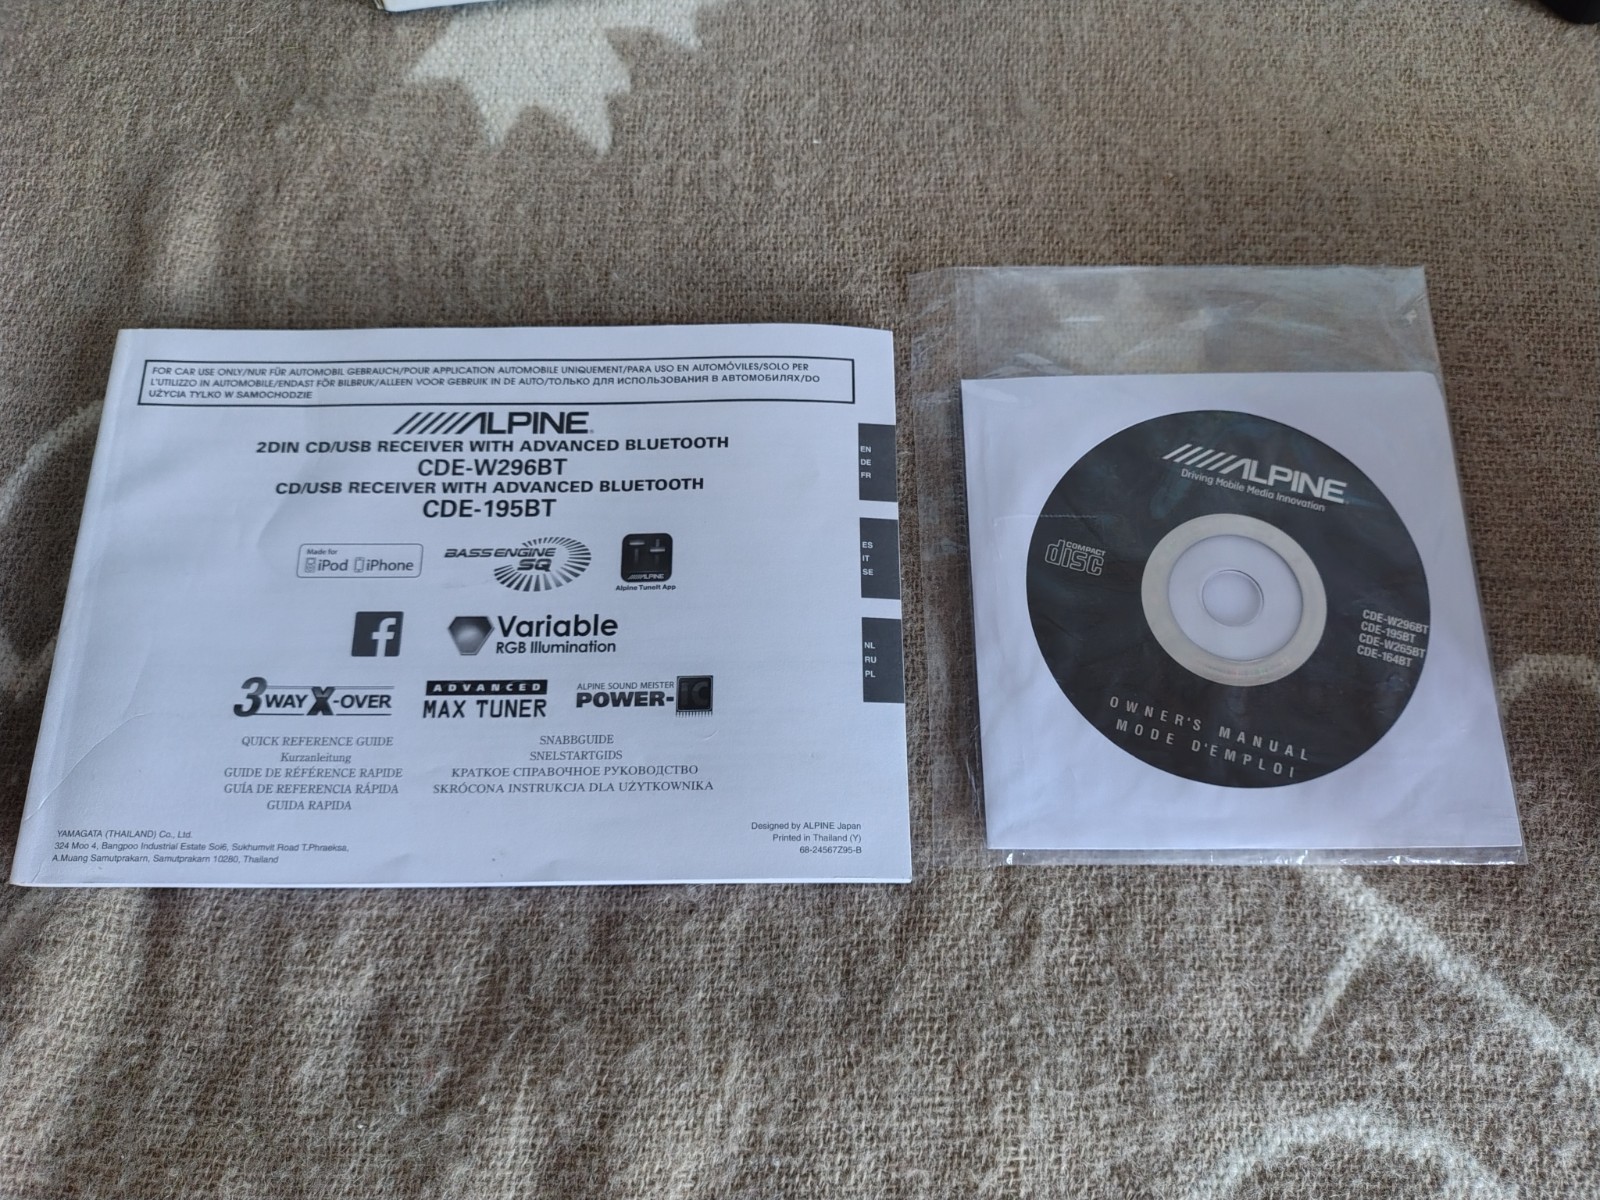 FOR CAR USE ONLY/NUR FÜR AUTOMOBIL GEBRAUCH/POUR APPLICATION AUTOMOBILE UNIQUEMENT/PARA USO EN AUTOMÓVILES/SOLO PER
L'UTILIZZO IN AUTOMOBILE/ENDAST FÖR BILBRUK/ALLEEN VOOR GEBRUIK IN DE AUTO/ТОЛЬКО ДЛЯ ИСПОЛЬЗОВАНИЯ В АВТОМОБИЛЯХ/DO
UŻYCIA TYLKO W SAMOCHODZIE
ALPINE
2DIN CD/USB RECEIVER WITH ADVANCED BLUETOOTH
CDE-W296BT
CD/USB RECEIVER WITH ADVANCED BLUETOOTH
CDE-195BT
Made for
iPod iPhone
BASSENGINE
SQ
ALPINE
Alpine TuneIt App
f
Variable
RGB Illumination
3WAY X-OVER
ADVANCED
MAX TUNER
ALPINE SOUND MEISTER
POWER-IC
QUICK REFERENCE GUIDE
Kurzanleitung
GUIDE DE RÉFÉRENCE RAPIDE
GUÍA DE REFERENCIA RÁPIDA
GUIDA RAPIDA
SNABBGUIDE
SNELSTARTGIDS
КРАТКОЕ СПРАВОЧНОЕ РУКОВОДСТВО
SKRÓCONA INSTRUKCJA DLA UŻYTKOWNIKA
YAMAGATA (THAILAND) Co., Ltd.
324 Moo 4, Bangpoo Industrial Estate Soi6, Sukhumvit Road T.Phraeksa,
A.Muang Samutprakarn, Samutprakarn 10280, Thailand
Designed by ALPINE Japan
Printed in Thailand (Y)
68-24567Z95-B
EN
DE
FR
ES
IT
SE
NL
RU
PL
ALPINE
Driving Mobile Media Innovation
COMPACT
disc
CDE-W296BT
CDE-195BT
CDE-W265BT
CDE-164BT
OWNER'S MANUAL
MODE D'EMPLOI